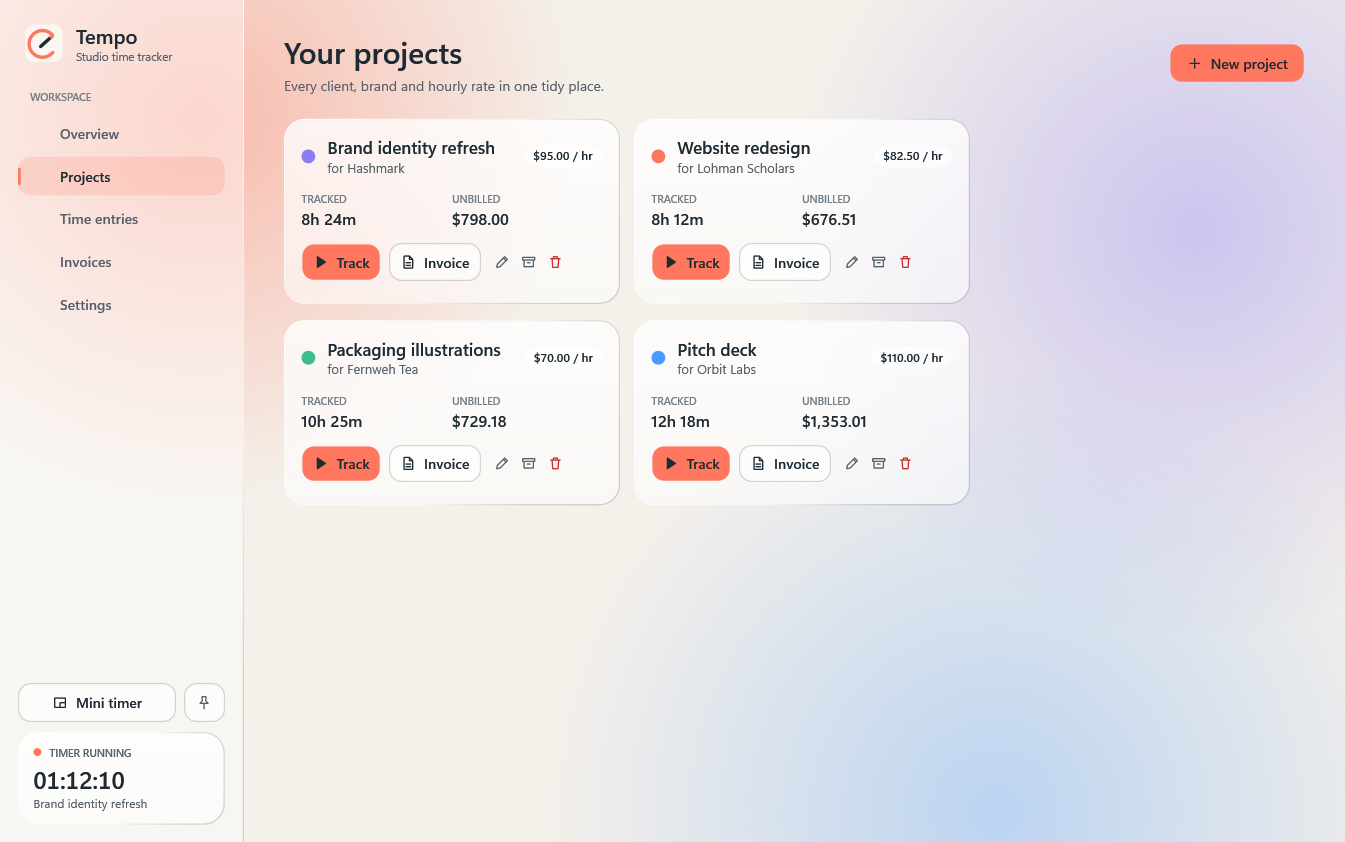 Tempo
Studio time tracker
WORKSPACE
Overview
Projects
Time entries
Invoices
Settings
Mini timer
TIMER RUNNING
01:12:10
Brand identity refresh
Your projects
Every client, brand and hourly rate in one tidy place.
New project
Brand identity refresh
for Hashmark
$95.00 / hr
TRACKED
UNBILLED
8h 24m
$798.00
Track
Invoice
Website redesign
for Lohman Scholars
$82.50 / hr
TRACKED
UNBILLED
8h 12m
$676.51
Track
Invoice
Packaging illustrations
for Fernweh Tea
$70.00 / hr
TRACKED
UNBILLED
10h 25m
$729.18
Track
Invoice
Pitch deck
for Orbit Labs
$110.00 / hr
TRACKED
UNBILLED
12h 18m
$1,353.01
Track
Invoice